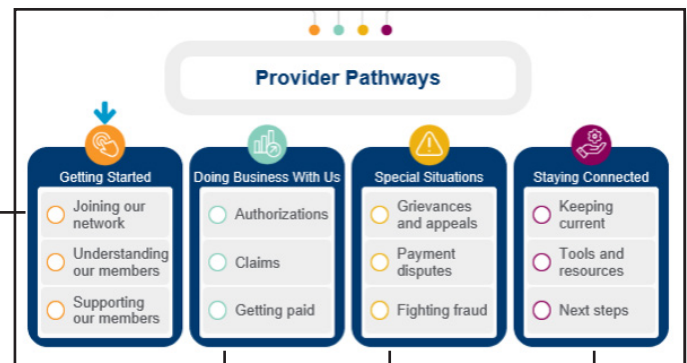 Provider Pathways
Getting Started
Joining our
network
Understanding
our members
Supporting
our members
Doing Business With Us
Authorizations
Claims
Getting paid
Special Situations
Grievances
and appeals
Payment
disputes
Fighting fraud
Staying Connected
Keeping
current
Tools and
resources
Next steps